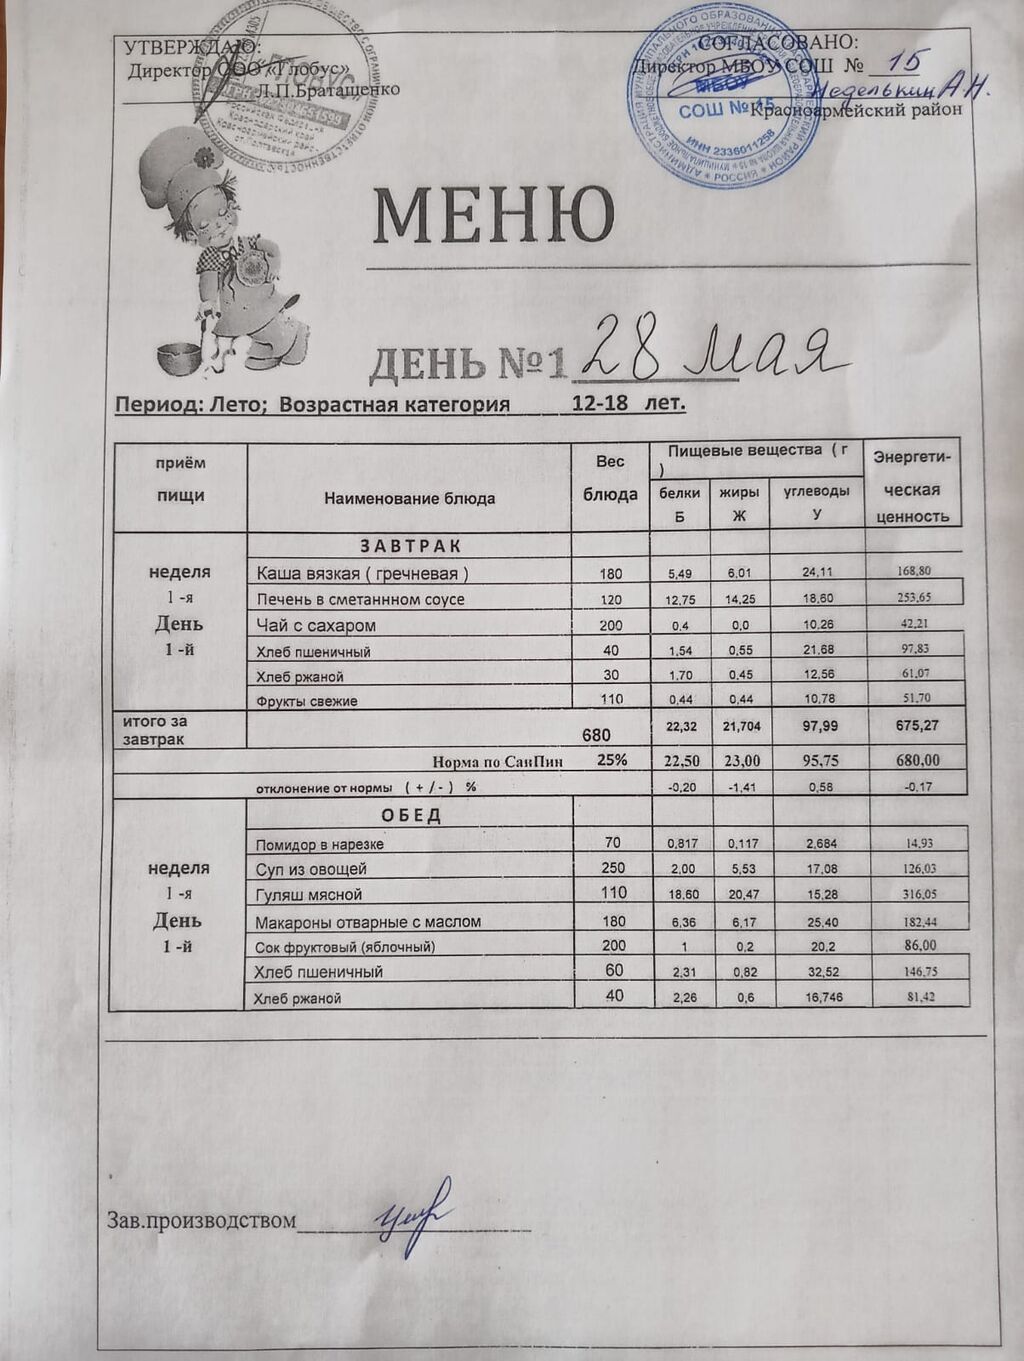 УТВЕРЖДАЮ:
Директор ООО «Глобус»
Л.П.Браташенко
СОГЛАСОВАНО:
Директор МБОУ СОШ № 15
Неделькин А.Н.
Красноармейский район
МБОУ
СОШ № 15
ИНН 2336011258
РОССИЯ
МЕНЮ
ДЕНЬ №1 28 мая
Период: Лето; Возрастная категория 12-18 лет.
приём пищи Наименование блюда Вес блюда Пищевые вещества ( г ) Энергети-ческая ценность
белки Б жиры Ж углеводы У
ЗАВТРАК
неделя 1 -я День 1 -й
Каша вязкая ( гречневая ) 180 5,49 6,01 24,11 168,80
Печень в сметаннном соусе 120 12,75 14,25 18,60 253,65
Чай с сахаром 200 0,4 0,0 10,26 42,21
Хлеб пшеничный 40 1,54 0,55 21,68 97,83
Хлеб ржаной 30 1,70 0,45 12,56 61,07
Фрукты свежие 110 0,44 0,44 10,78 51,70
итого за завтрак 680 22,32 21,704 97,99 675,27
Норма по СанПин 25% 22,50 23,00 95,75 680,00
отклонение от нормы ( + / - ) % -0,20 -1,41 0,58 -0,17
ОБЕД
неделя 1 -я День 1 -й
Помидор в нарезке 70 0,817 0,117 2,684 14,93
Суп из овощей 250 2,00 5,53 17,08 126,03
Гуляш мясной 110 18,60 20,47 15,28 316,05
Макароны отварные с маслом 180 6,36 6,17 25,40 182,44
Сок фруктовый (яблочный) 200 1 0,2 20,2 86,00
Хлеб пшеничный 60 2,31 0,82 32,52 146,75
Хлеб ржаной 40 2,26 0,6 16,746 81,42
Зав.производством